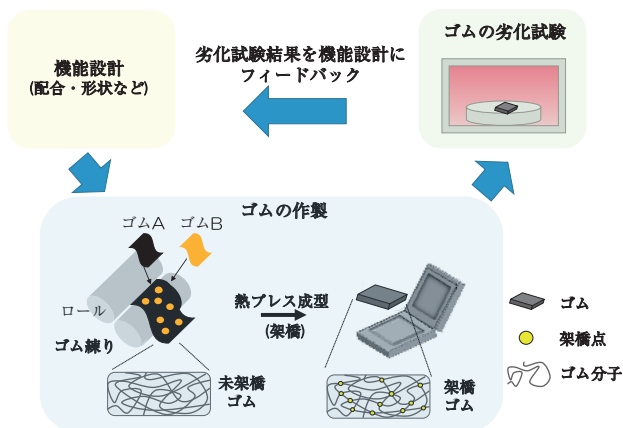 機能設計
(配合・形状など)
劣化試験結果を機能設計に
フィードバック
ゴムの劣化試験
ゴムの作製
ゴムA
ゴムB
ロール
ゴム練り
熱プレス成型
(架橋)
未架橋
ゴム
架橋
ゴム
ゴム
架橋点
ゴム分子